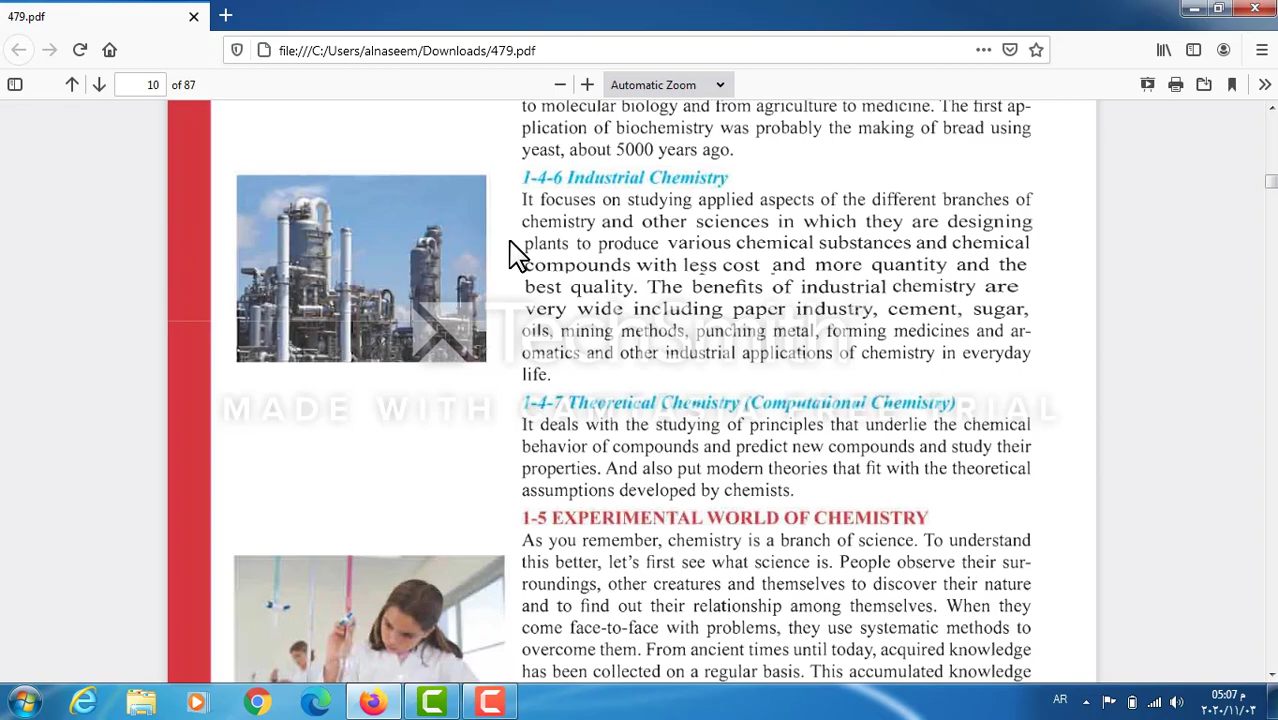 479.pdf
file:///C:/Users/alnaseem/Downloads/479.pdf
10 of 87
Automatic Zoom
to molecular biology and from agriculture to medicine. The first ap-
plication of biochemistry was probably the making of bread using
yeast, about 5000 years ago.
1-4-6 Industrial Chemistry
It focuses on studying applied aspects of the different branches of
chemistry and other sciences in which they are designing
plants to produce various chemical substances and chemical
compounds with less cost and more quantity and the
best quality. The benefits of industrial chemistry are
very wide including paper industry, cement, sugar,
oils, mining methods, punching metal, forming medicines and ar-
omatics and other industrial applications of chemistry in everyday
life.
TechSmith
MADE WITH CAMTASIA FREE TRIAL
1-4-7 Theoretical Chemistry (Computational Chemistry)
It deals with the studying of principles that underlie the chemical
behavior of compounds and predict new compounds and study their
properties. And also put modern theories that fit with the theoretical
assumptions developed by chemists.
1-5 EXPERIMENTAL WORLD OF CHEMISTRY
As you remember, chemistry is a branch of science. To understand
this better, let’s first see what science is. People observe their sur-
roundings, other creatures and themselves to discover their nature
and to find out their relationship among themselves. When they
come face-to-face with problems, they use systematic methods to
overcome them. From ancient times until today, acquired knowledge
has been collected on a regular basis. This accumulated knowledge
AR
05:07 م
٢٠٢٠/١١/٠٣